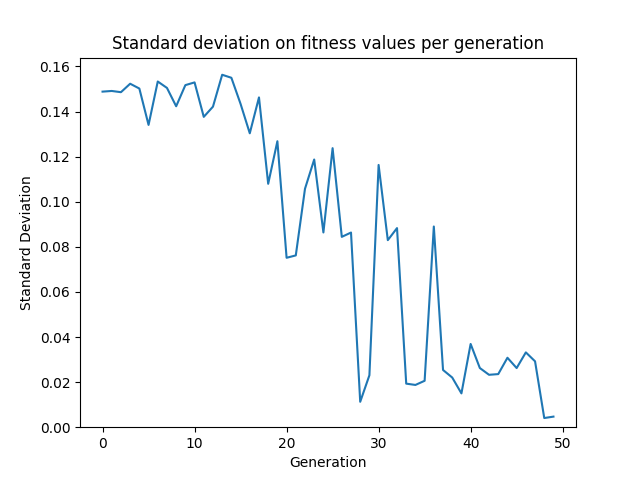 Standard deviation on fitness values per generation
0.16
0.14
0.12
0.10
0.08
0.06
0.04
0.02
0.00
Standard Deviation
0 10 20 30 40 50
Generation